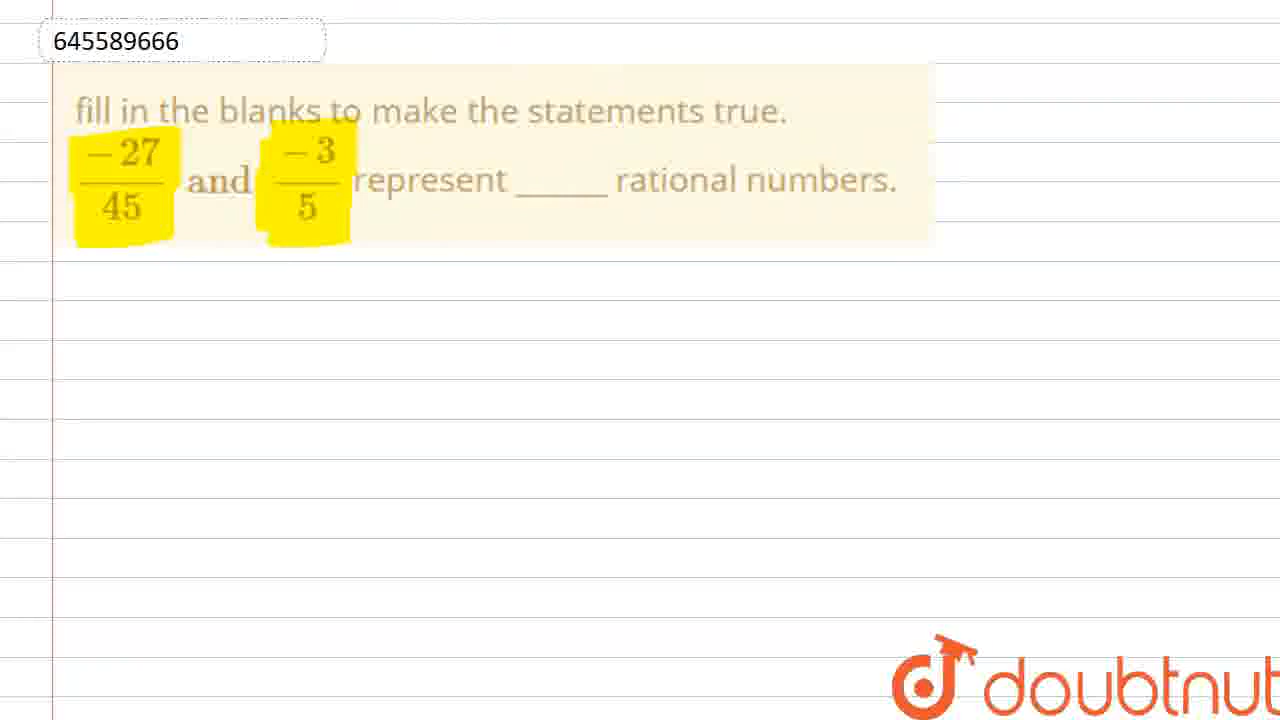 645589666
fill in the blanks to make the statements true.
-27/45 and -3/5 represent ______ rational numbers.
doubtnut